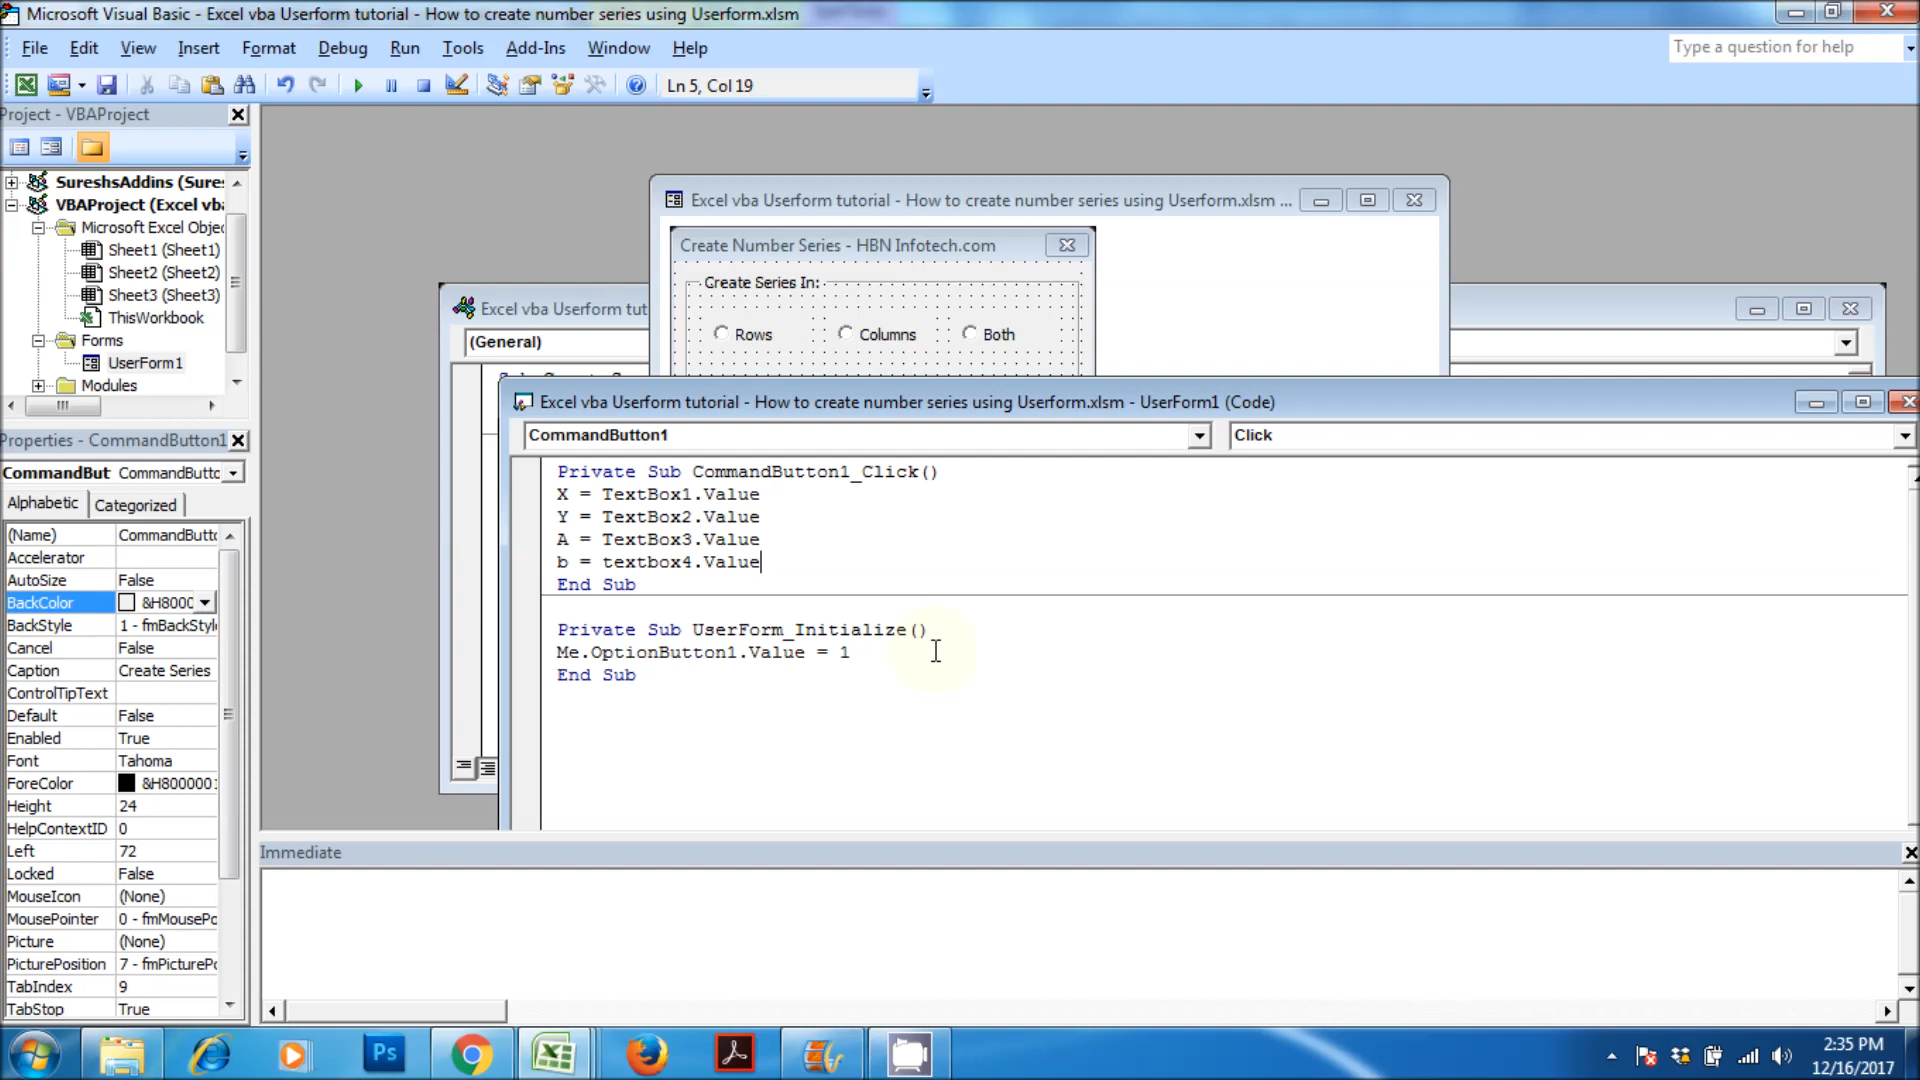 Microsoft Visual Basic - Excel vba Userform tutorial - How to create number series using Userform.xlsm
File Edit View Insert Format Debug Run Tools Add-Ins Window Help
Type a question for help
Ln 5, Col 19
Project - VBAProject
SureshsAddins (Sures
VBAProject (Excel vba
Microsoft Excel Objec
Sheet1 (Sheet1)
Sheet2 (Sheet2)
Sheet3 (Sheet3)
ThisWorkbook
Forms
UserForm1
Modules
Excel vba Userform tutorial - How to create number series using Userform.xlsm ...
Create Number Series - HBN Infotech.com
Create Series In:
Rows Columns Both
Excel vba Userform tut
(General)
Excel vba Userform tutorial - How to create number series using Userform.xlsm - UserForm1 (Code)
CommandButton1 Click
Private Sub CommandButton1_Click()
X = TextBox1.Value
Y = TextBox2.Value
A = TextBox3.Value
b = textbox4.Value
End Sub
Private Sub UserForm_Initialize()
Me.OptionButton1.Value = 1
End Sub
Properties - CommandButton1
CommandBut CommandButto
Alphabetic Categorized
(Name) CommandButto
Accelerator
AutoSize False
BackColor &H8000
BackStyle 1 - fmBackStyl
Cancel False
Caption Create Series
ControlTipText
Default False
Enabled True
Font Tahoma
ForeColor &H8000001
Height 24
HelpContextID 0
Left 72
Locked False
MouseIcon (None)
MousePointer 0 - fmMousePo
Picture (None)
PicturePosition 7 - fmPicturePo
TabIndex 9
TabStop True
Immediate
Ps
2:35 PM
12/16/2017